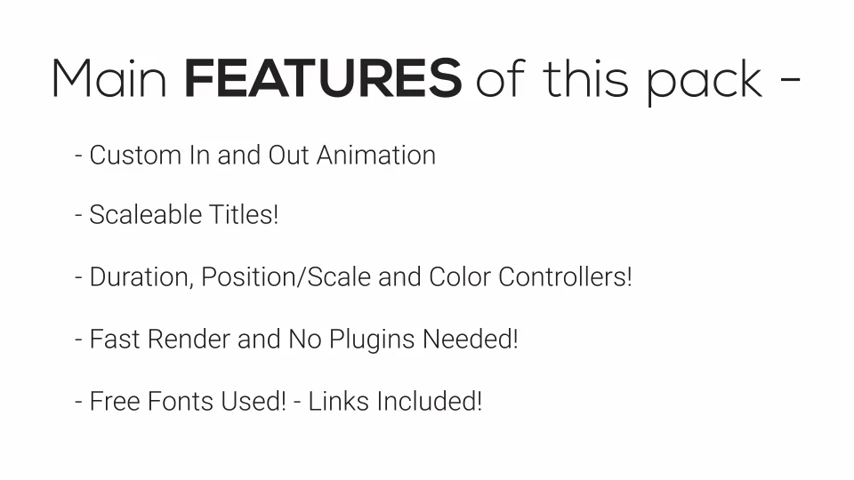 Main FEATURES of this pack -
- Custom In and Out Animation
- Scaleable Titles!
- Duration, Position/Scale and Color Controllers!
- Fast Render and No Plugins Needed!
- Free Fonts Used! - Links Included!